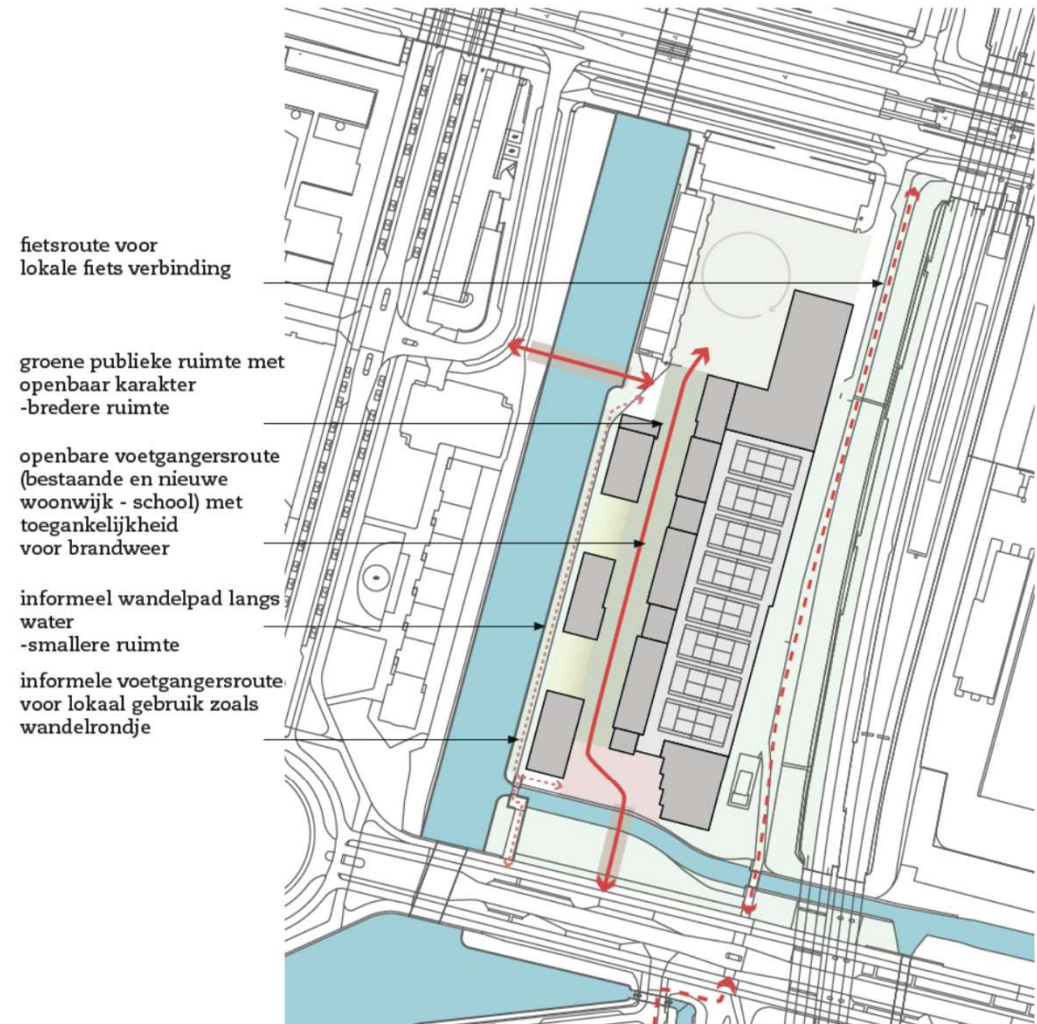 fietsroute voor
lokale fiets verbinding
groene publieke ruimte met
openbaar karakter
-bredere ruimte
openbare voetgangersroute
(bestaande en nieuwe
woonwijk - school) met
toegankelijkheid
voor brandweer
informeel wandelpad langs
water
-smallere ruimte
informele voetgangersroute
voor lokaal gebruik zoals
wandelrondje